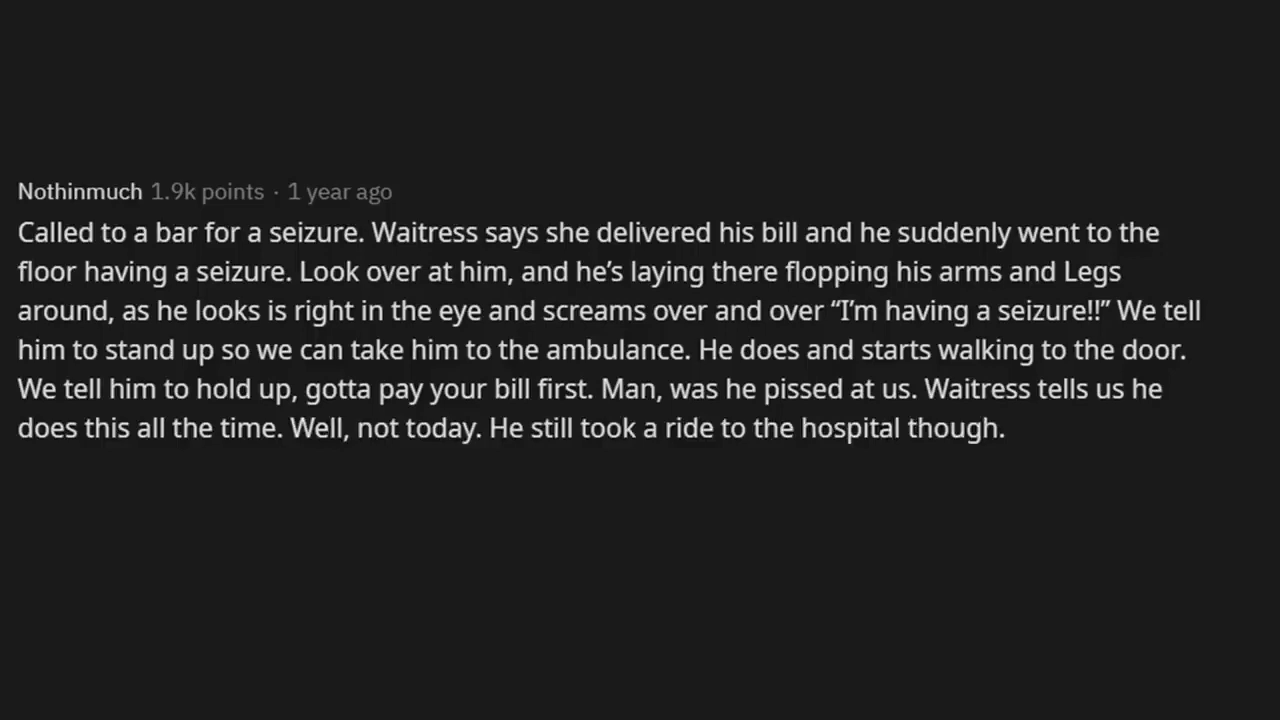 Nothinmuch 1.9k points · 1 year ago
Called to a bar for a seizure. Waitress says she delivered his bill and he suddenly went to the
floor having a seizure. Look over at him, and he’s laying there flopping his arms and Legs
around, as he looks is right in the eye and screams over and over “I’m having a seizure!!” We tell
him to stand up so we can take him to the ambulance. He does and starts walking to the door.
We tell him to hold up, gotta pay your bill first. Man, was he pissed at us. Waitress tells us he
does this all the time. Well, not today. He still took a ride to the hospital though.